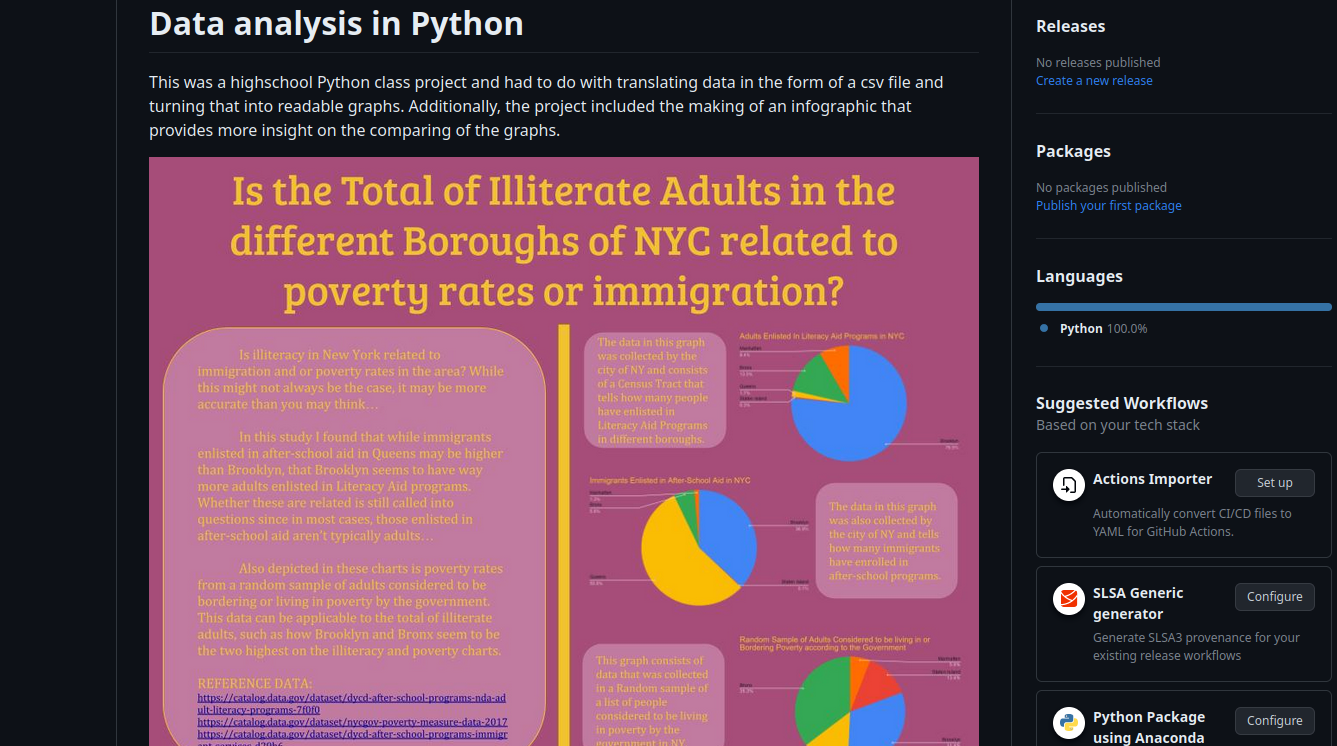 Data analysis in Python
This was a highschool Python class project and had to do with translating data in the form of a csv file and
turning that into readable graphs. Additionally, the project included the making of an infographic that
provides more insight on the comparing of the graphs.
Is the Total of Illiterate Adults in the
different Boroughs of NYC related to
poverty rates or immigration?
Is illiteracy in New York related to
immigration and or poverty rates in the area? While
this might not always be the case, it may be more
accurate than you may think…
In this study I found that while immigrants
enlisted in after-school aid in Queens may be higher
than Brooklyn, that Brooklyn seems to have way
more adults enlisted in Literacy Aid programs.
Whether these are related is still called into
questions since in most cases, those enlisted in
after-school aid aren't typically adults…
Also depicted in these charts is poverty rates
from a random sample of adults considered to be
bordering or living in poverty by the government.
This data can be applicable to the total of illiterate
adults, such as how Brooklyn and Bronx seem to be
the two highest on the illiteracy and poverty charts.
REFERENCE DATA:
https://catalog.data.gov/dataset/dycd-after-school-programs-nda-ad
ult-literacy-programs-7f0f0
https://catalog.data.gov/dataset/nycgov-poverty-measure-data-2017
https://catalog.data.gov/dataset/dycd-after-school-programs-immigr
The data in this graph
was collected by the
city of NY and consists
of a Census Tract that
tells how many people
have enlisted in
Literacy Aid Programs
in different boroughs.
Adults Enlisted In Literacy Aid Programs in NYC
Manhattan
Bronx
Queens
Staten Island
Brooklyn
Immigrants Enlisted in After-School Aid in NYC
Manhattan
Bronx
Queens
Brooklyn
Staten Island
The data in this graph
was also collected by
the city of NY and tells
how many immigrants
have enrolled in
after-school programs.
This graph consists of
data that was collected
in a Random sample of
a list of people
considered to be living
in poverty by the
government in NY
Random Sample of Adults Considered to be living in or
Bordering Poverty according to the Government
Manhattan
Staten Island
Bronx
Brooklyn
Releases
No releases published
Create a new release
Packages
No packages published
Publish your first package
Languages
Python 100.0%
Suggested Workflows
Based on your tech stack
Actions Importer
Set up
Automatically convert CI/CD files to
YAML for GitHub Actions.
SLSA Generic
generator
Configure
Generate SLSA3 provenance for your
existing release workflows
Python Package
using Anaconda
Configure